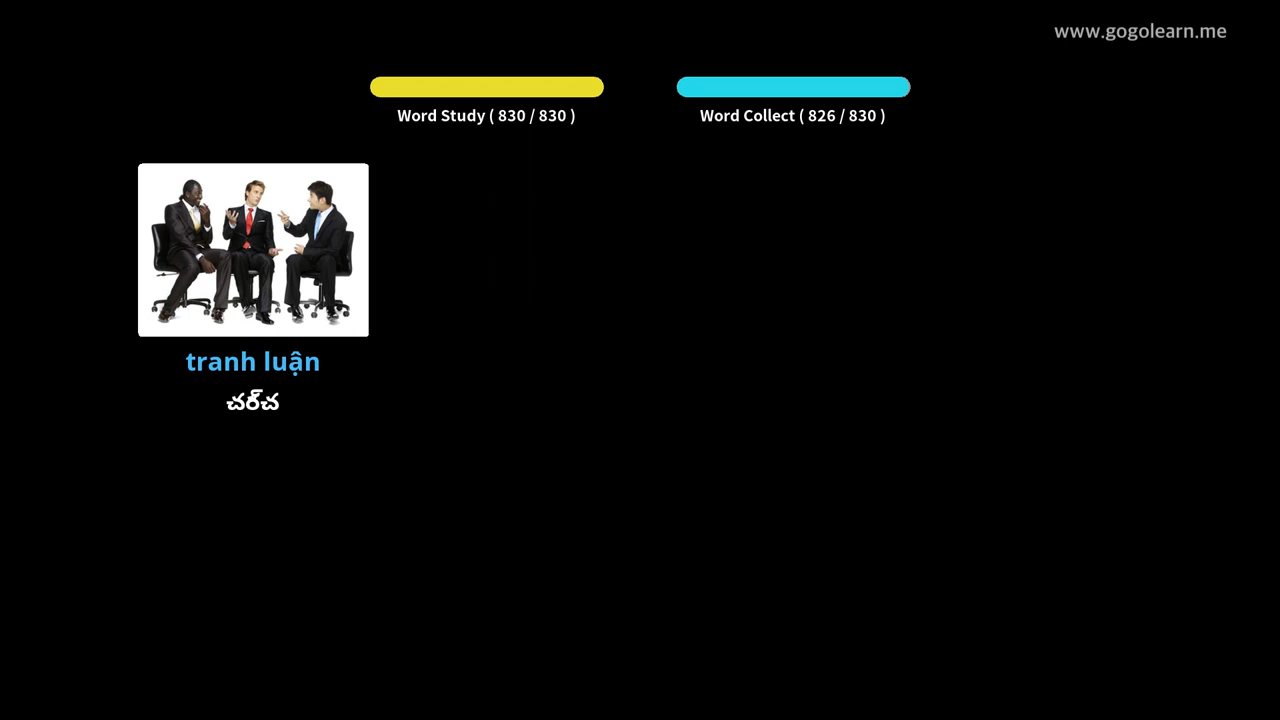 www.gogolearn.me
Word Study ( 830 / 830 )
Word Collect ( 826 / 830 )
tranh luận
చర్చ